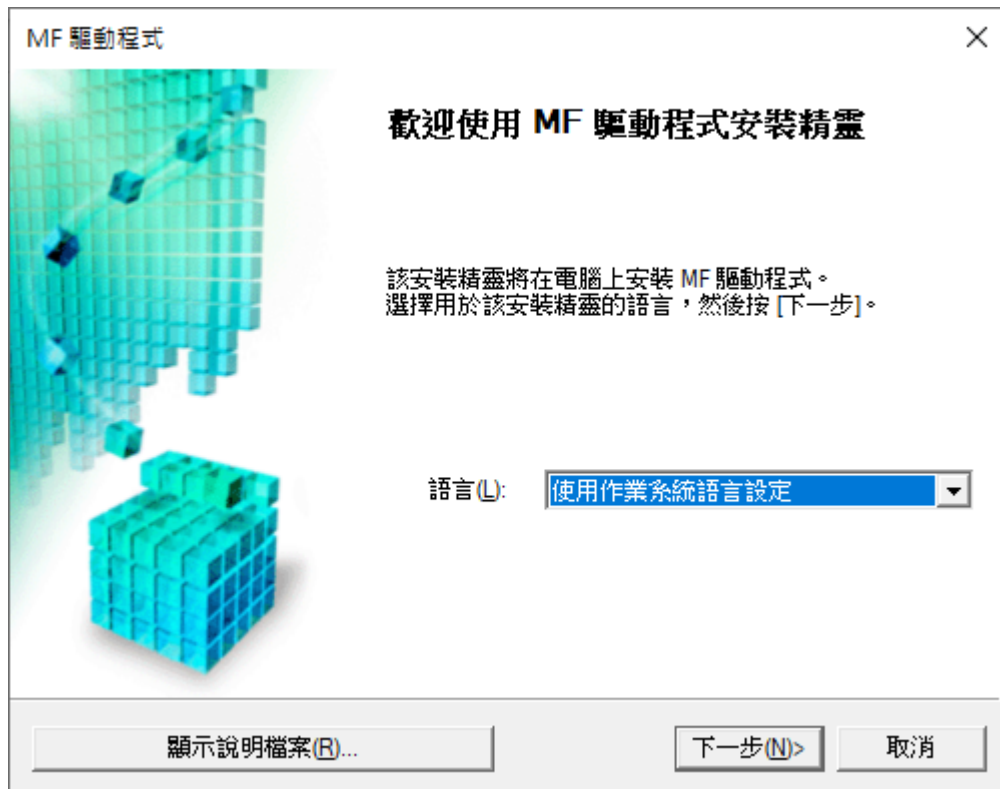 MF 驅動程式
歡迎使用 MF 驅動程式安裝精靈
該安裝精靈將在電腦上安裝 MF 驅動程式。
選擇用於該安裝精靈的語言，然後按 [下一步]。
語言(L): 使用作業系統語言設定
顯示說明檔案(R)... 下一步(N)> 取消